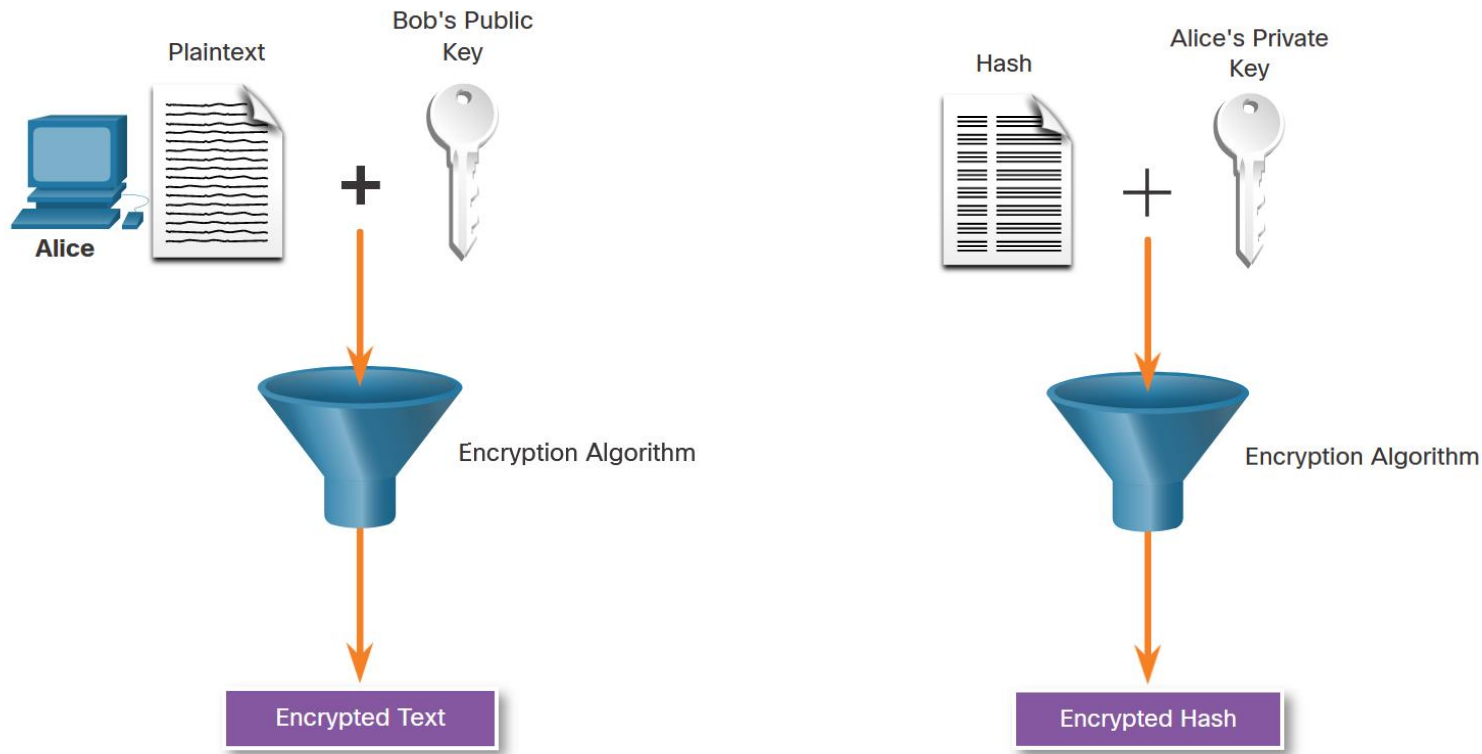 Plaintext
Bob's Public
Key
Alice
Encryption Algorithm
Encrypted Text
Hash
Alice's Private
Key
Encryption Algorithm
Encrypted Hash